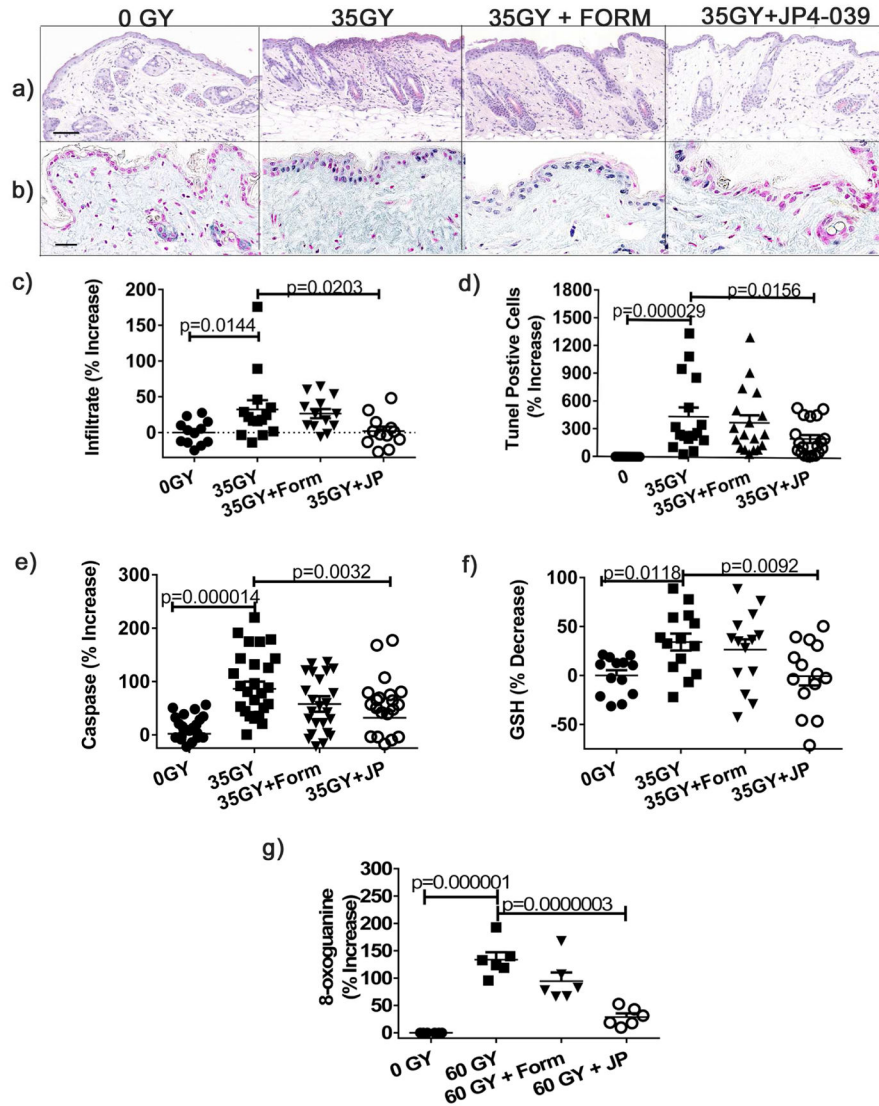 0 GY 35GY 35GY + FORM 35GY+JP4-039
a)
b)
c)
Infiltrate (% Increase)
200
150
100
50
0
p=0.0144
p=0.0203
0GY
35GY
35GY+Form
35GY+JP
d)
Tunel Postive Cells
(% Increase)
1800
1500
1200
900
600
300
0
p=0.000029
p=0.0156
0
35GY
35GY+Form
35GY+JP
e)
Caspase (% Increase)
300
200
100
0
p=0.000014
p=0.0032
0GY
35GY
35GY+Form
35GY+JP
f)
GSH (% Decrease)
100
50
0
-50
p=0.0118
p=0.0092
0GY
35GY
35GY+Form
35GY+JP
g)
8-oxoguanine
(% Increase)
300
250
200
150
100
50
0
p=0.000001
p=0.0000003
0 GY
60 GY
60 GY + Form
60 GY + JP